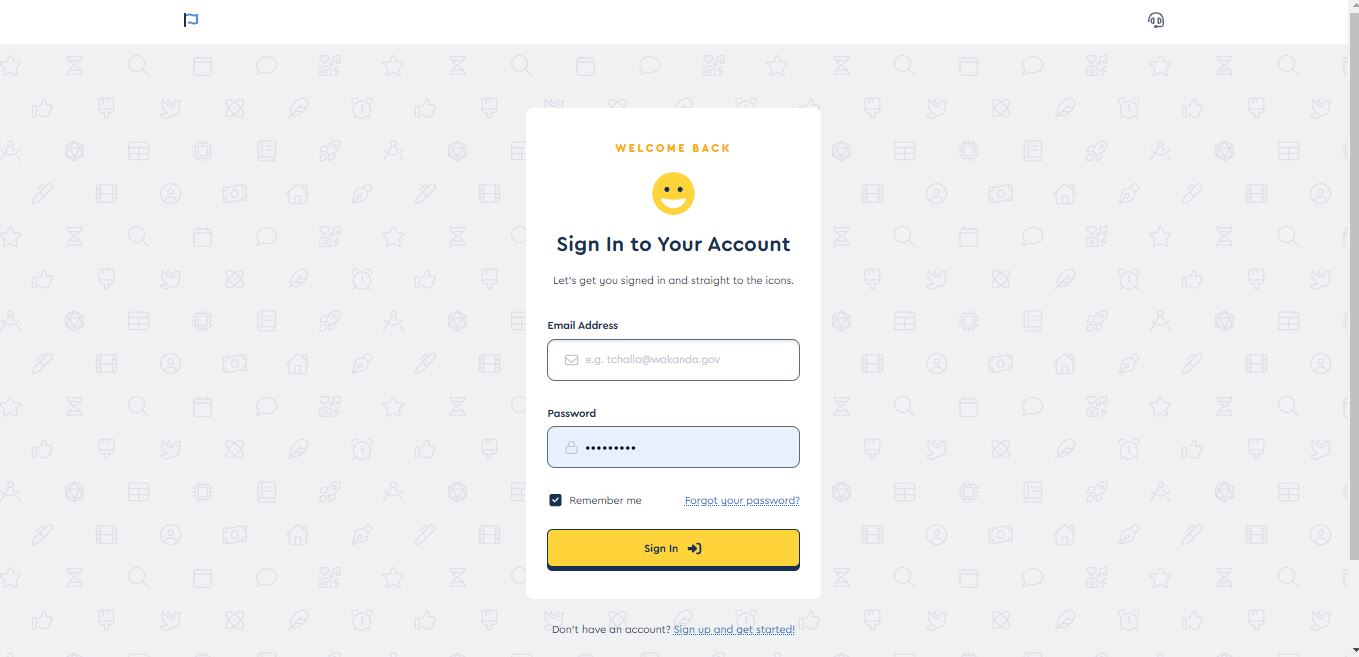 WELCOME BACK
Sign In to Your Account
Let's get you signed in and straight to the icons.
Email Address
e.g. tchalla@wakanda.gov
Password
•••••••••
Remember me
Forgot your password?
Sign In
Don't have an account? Sign up and get started!